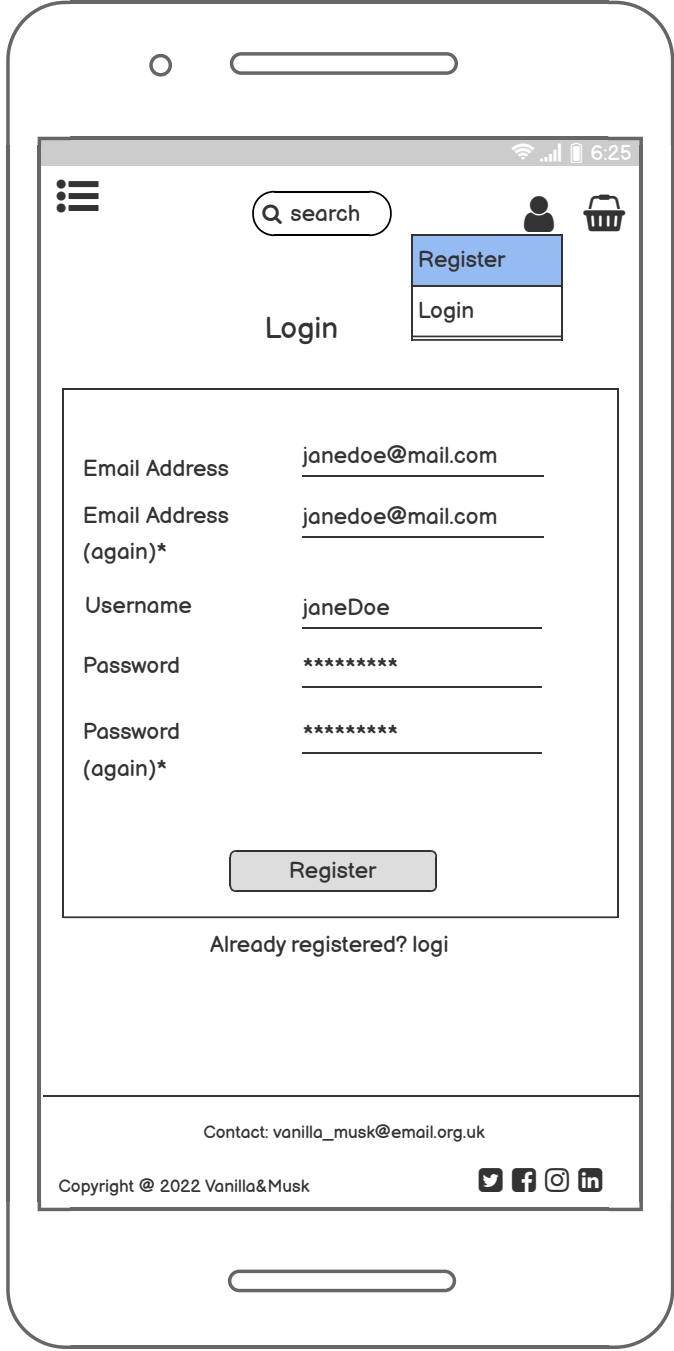 6:25
search
Register
Login
Login
Email Address
janedoe@mail.com
Email Address
(again)*
janedoe@mail.com
Username
janeDoe
Password
*********
Password
(again)*
*********
Register
Already registered? logi
Contact: vanilla_musk@email.org.uk
Copyright @ 2022 Vanilla&Musk